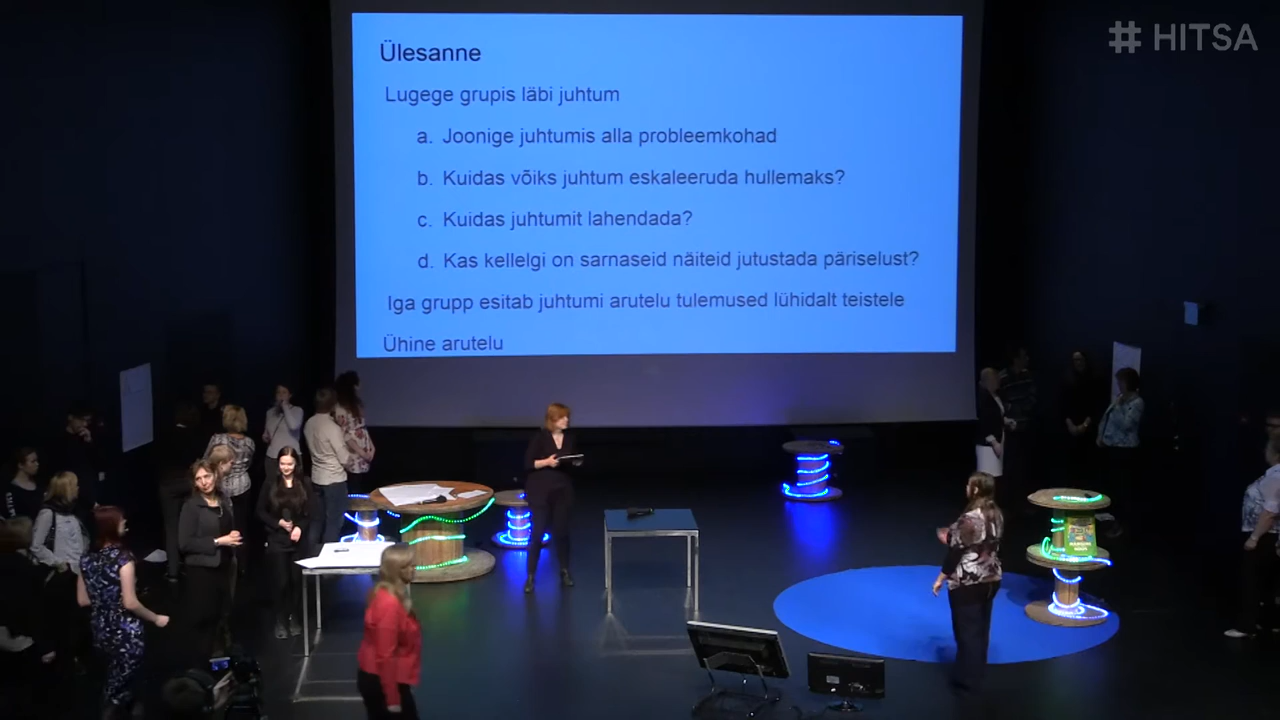 # HITSA
Ülesanne
Lugege grupis läbi juhtum
a. Joonige juhtumis alla probleemkohad
b. Kuidas võiks juhtum eskaleeruda hullemaks?
c. Kuidas juhtumit lahendada?
d. Kas kellelgi on sarnaseid näiteid jutustada päriselust?
Iga grupp esitab juhtumi arutelu tulemused lühidalt teistele
Ühine arutelu